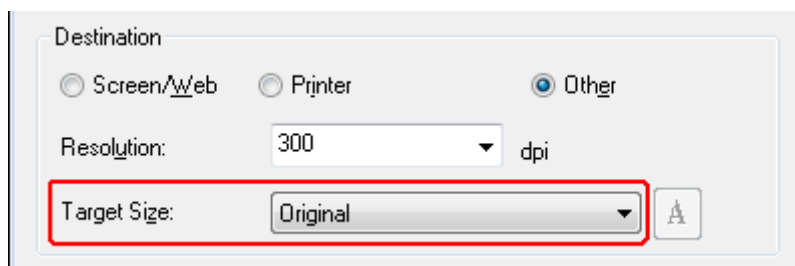 Destination
Screen/Web Printer Other
Resolution: 300 dpi
Target Size: Original A